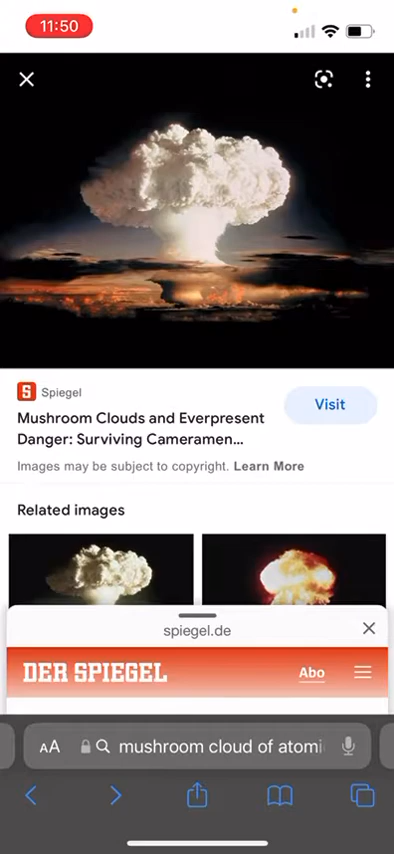 11:50
S Spiegel
Visit
Mushroom Clouds and Everpresent
Danger: Surviving Cameramen...
Images may be subject to copyright. Learn More
Related images
spiegel.de
DER SPIEGEL
Abo
AA
mushroom cloud of atomi